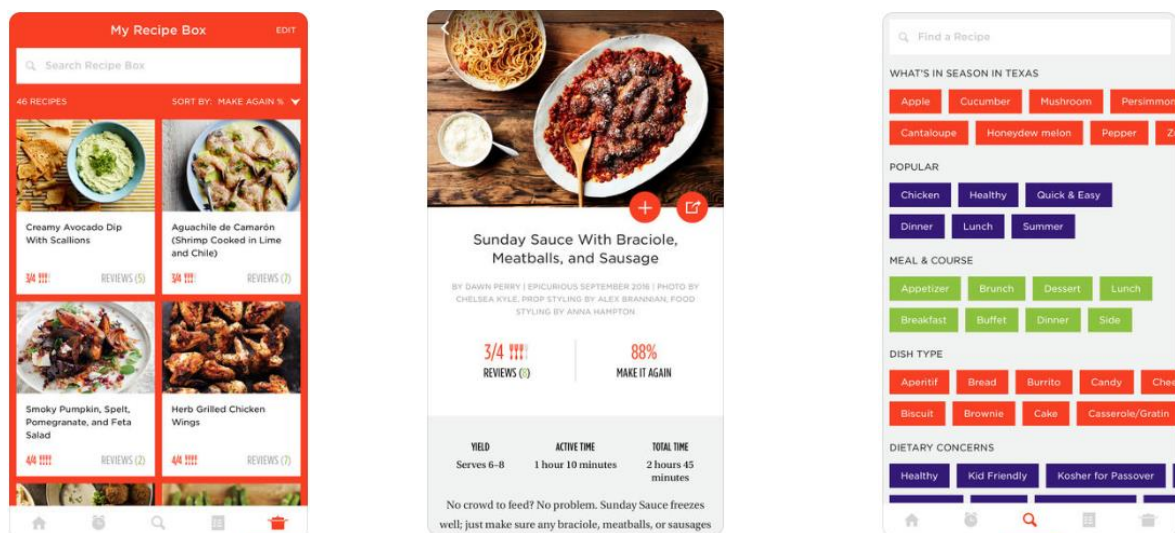 My Recipe Box
EDIT
Search Recipe Box
46 RECIPES
SORT BY: MAKE AGAIN %
Creamy Avocado Dip
With Scallions
3/4
REVIEWS (5)
Aguachile de Camarón
(Shrimp Cooked in Lime
and Chile)
3/4
REVIEWS (7)
Smoky Pumpkin, Spelt,
Pomegranate, and Feta
Salad
4/4
REVIEWS (2)
Herb Grilled Chicken
Wings
4/4
REVIEWS (7)
Sunday Sauce With Braciole,
Meatballs, and Sausage
BY DAWN PERRY | EPICURIOUS SEPTEMBER 2016 | PHOTO BY
CHELSEA KYLE, PROP STYLING BY ALEX BRANNIAN, FOOD
STYLING BY ANNA HAMPTON
3/4
REVIEWS (8)
88%
MAKE IT AGAIN
YIELD
Serves 6–8
ACTIVE TIME
1 hour 10 minutes
TOTAL TIME
2 hours 45
minutes
No crowd to feed? No problem. Sunday Sauce freezes
well; just make sure any braciole, meatballs, or sausages
Find a Recipe
WHAT'S IN SEASON IN TEXAS
Apple Cucumber Mushroom Persimmon
Cantaloupe Honeydew melon Pepper
POPULAR
Chicken Healthy Quick & Easy
Dinner Lunch Summer
MEAL & COURSE
Appetizer Brunch Dessert Lunch
Breakfast Buffet Dinner Side
DISH TYPE
Aperitif Bread Burrito Candy Chee
Biscuit Brownie Cake Casserole/Gratin
DIETARY CONCERNS
Healthy Kid Friendly Kosher for Passover